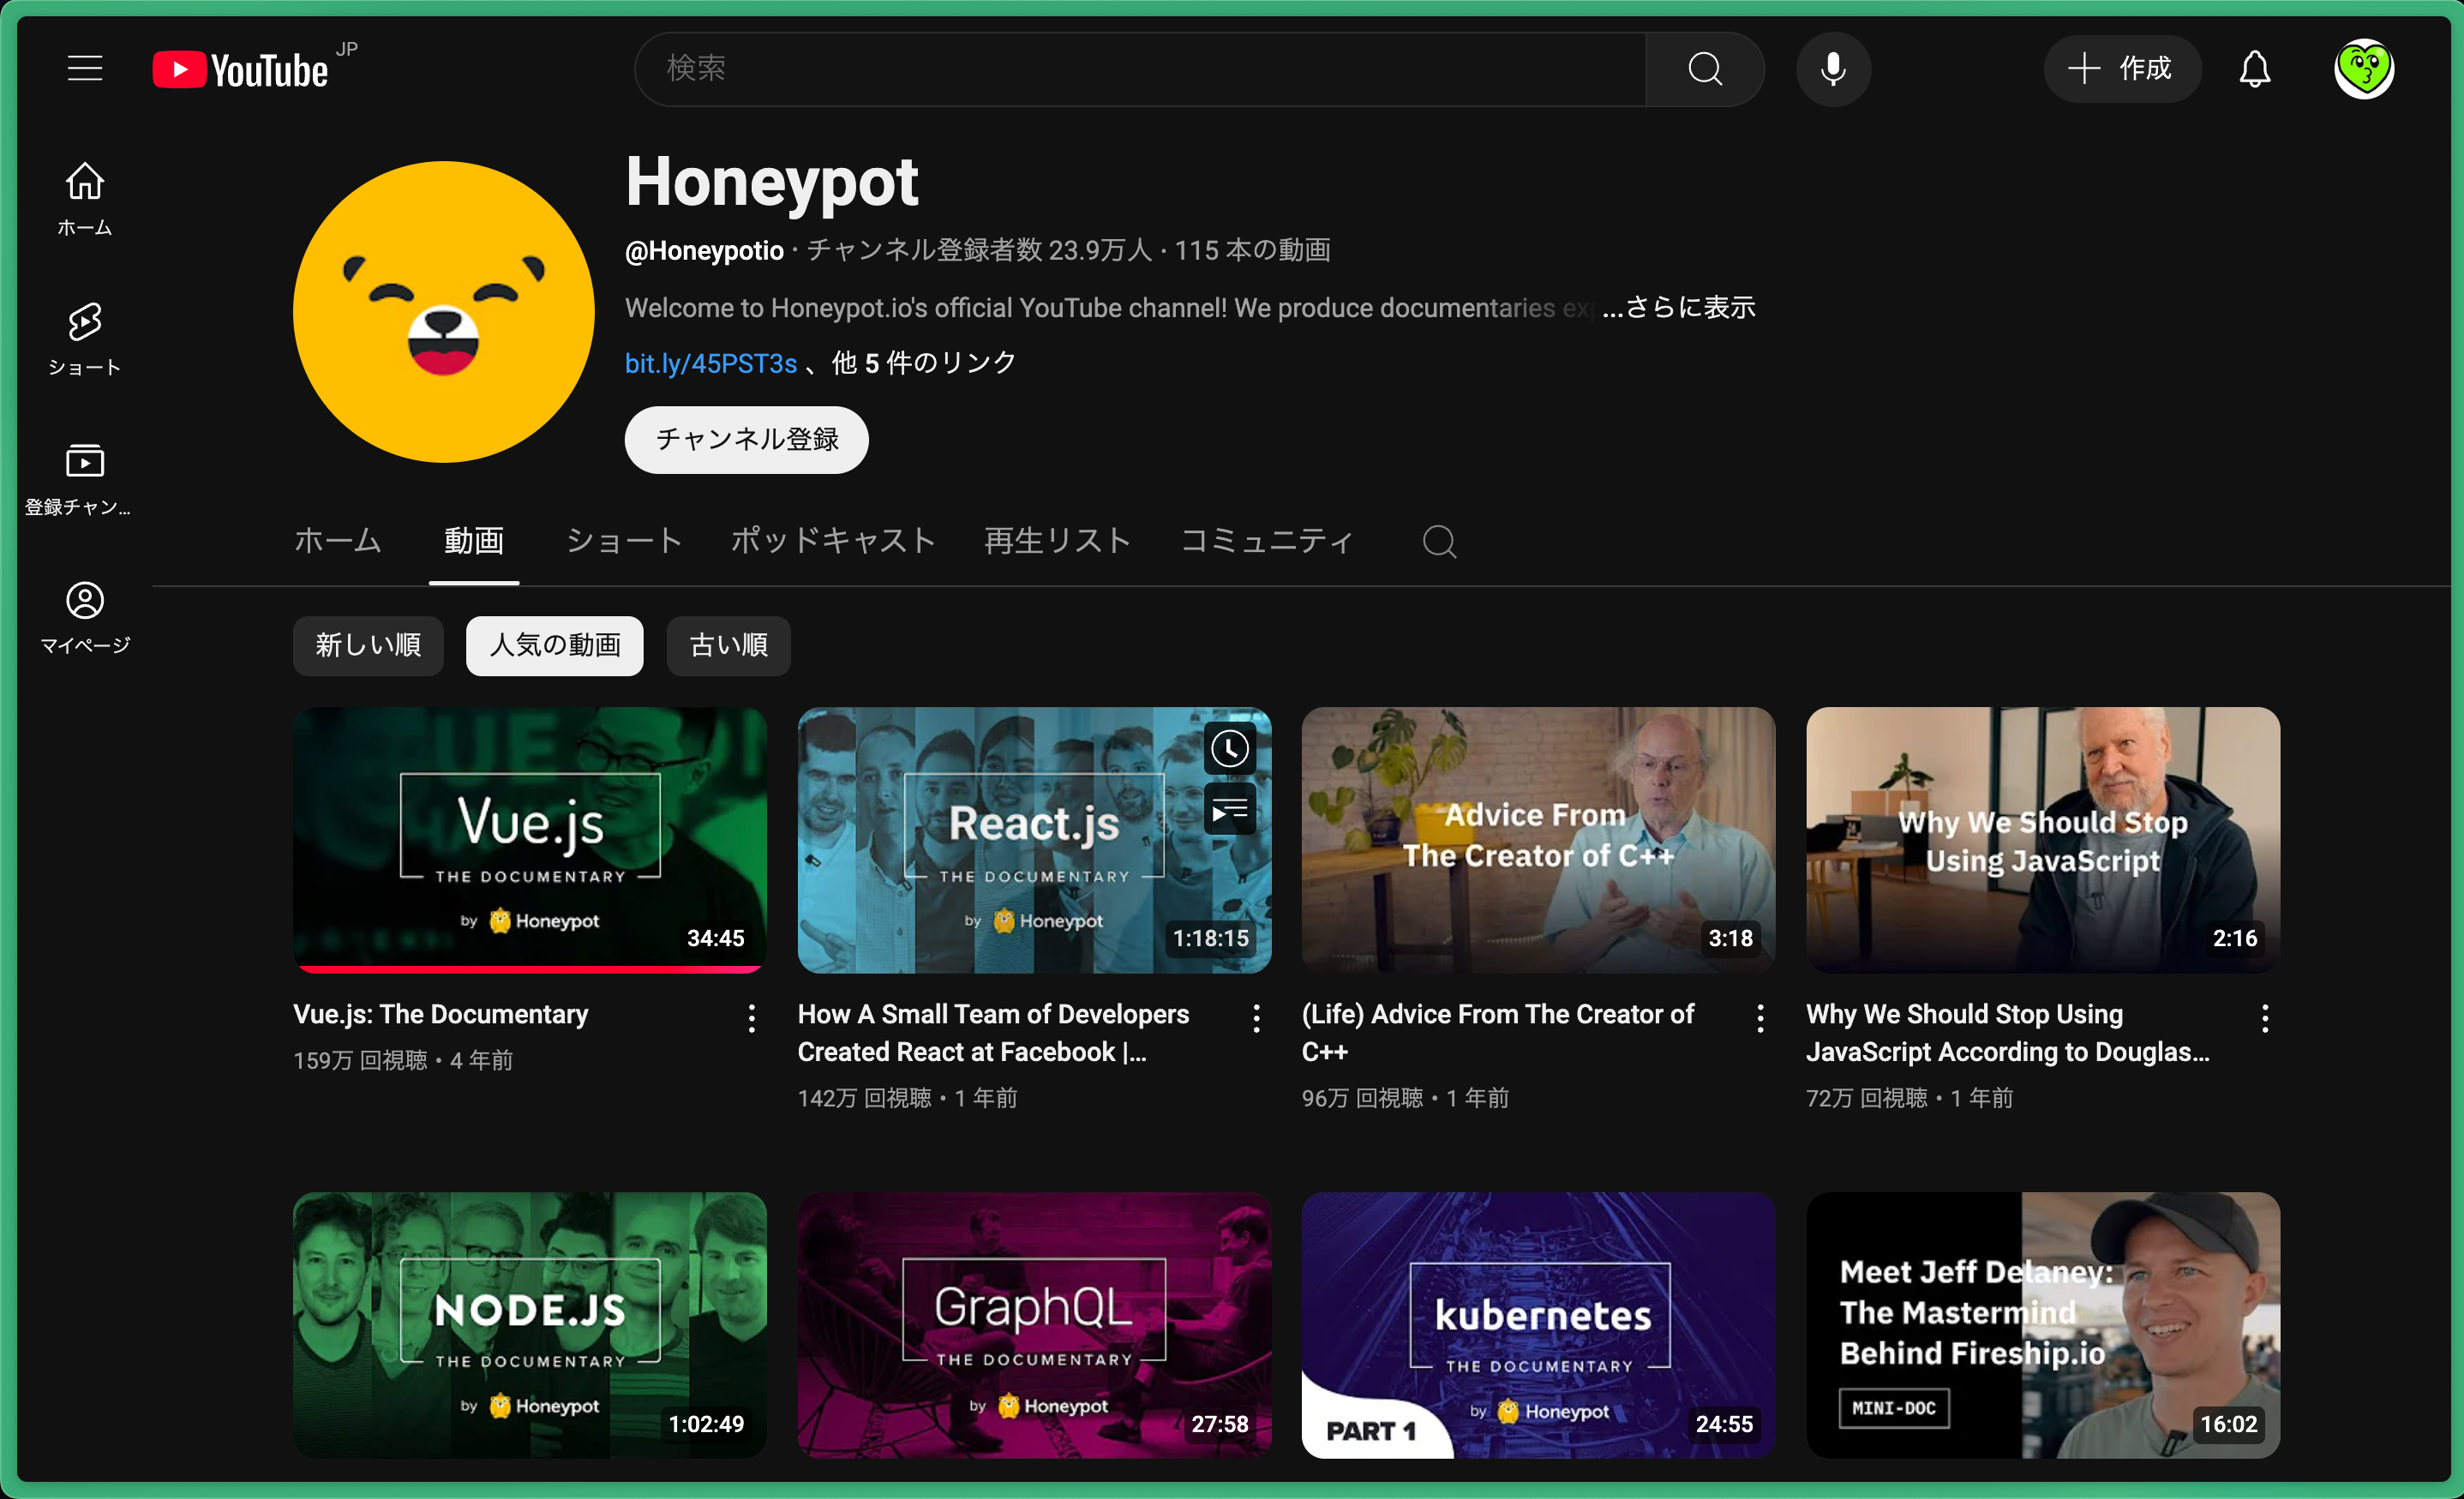 YouTube JP
検索
作成
ホーム
ショート
登録チャン...
マイページ
Honeypot
@Honeypotio・チャンネル登録者数 23.9万人・115 本の動画
Welcome to Honeypot.io's official YouTube channel! We produce documentaries exp ...さらに表示
bit.ly/45PST3s 、他 5 件のリンク
チャンネル登録
ホーム 動画 ショート ポッドキャスト 再生リスト コミュニティ
新しい順 人気の動画 古い順
Vue.js
THE DOCUMENTARY
by Honeypot
34:45
Vue.js: The Documentary
159万 回視聴・4 年前
React.js
THE DOCUMENTARY
by Honeypot
1:18:15
How A Small Team of Developers
Created React at Facebook |...
142万 回視聴・1 年前
Advice From
The Creator of C++
3:18
(Life) Advice From The Creator of
C++
96万 回視聴・1 年前
Why We Should Stop
Using JavaScript
2:16
Why We Should Stop Using
JavaScript According to Douglas...
72万 回視聴・1 年前
NODE.JS
THE DOCUMENTARY
by Honeypot
1:02:49
GraphQL
THE DOCUMENTARY
by Honeypot
27:58
kubernetes
THE DOCUMENTARY
by Honeypot
PART 1
24:55
Meet Jeff Delaney:
The Mastermind
Behind Fireship.io
MINI-DOC
16:02